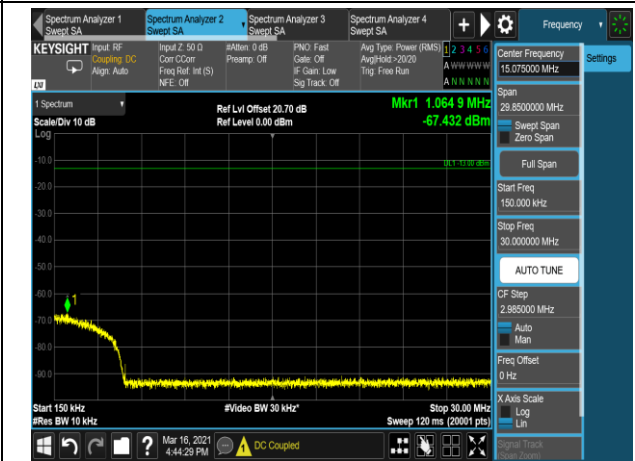 Spectrum Analyzer 1
Swept SA
Spectrum Analyzer 2
Swept SA
Spectrum Analyzer 3
Swept SA
Spectrum Analyzer 4
Swept SA
Frequency
KEYSIGHT
Input: RF
Coupling: DC
Align: Auto
Input Z: 50 Ω
Corr CCorr
Freq Ref: Int (S)
NFE: Off
#Atten: 0 dB
Preamp: Off
PNO: Fast
Gate: Off
IF Gain: Low
Sig Track: Off
Avg Type: Power (RMS)
Avg|Hold:>20/20
Trig: Free Run
1 2 3 4 5 6
A W W W W W
A N N N N N
LXI
1 Spectrum
Scale/Div 10 dB
Ref Lvl Offset 20.70 dB
Ref Level 0.00 dBm
Mkr1 1.064 9 MHz
-67.432 dBm
Log
DL1 -13.00 dBm
-10.0
-20.0
-30.0
-40.0
-50.0
-60.0
-70.0
-80.0
-90.0
1
Start 150 kHz
#Res BW 10 kHz
#Video BW 30 kHz*
Stop 30.00 MHz
Sweep 120 ms (20001 pts)
Mar 16, 2021
4:44:29 PM
DC Coupled
Center Frequency
15.075000 MHz
Settings
Span
29.8500000 MHz
Swept Span
Zero Span
Full Span
Start Freq
150.000 kHz
Stop Freq
30.000000 MHz
AUTO TUNE
CF Step
2.985000 MHz
Auto
Man
Freq Offset
0 Hz
X Axis Scale
Log
Lin
Signal Track
(Span Zoom)